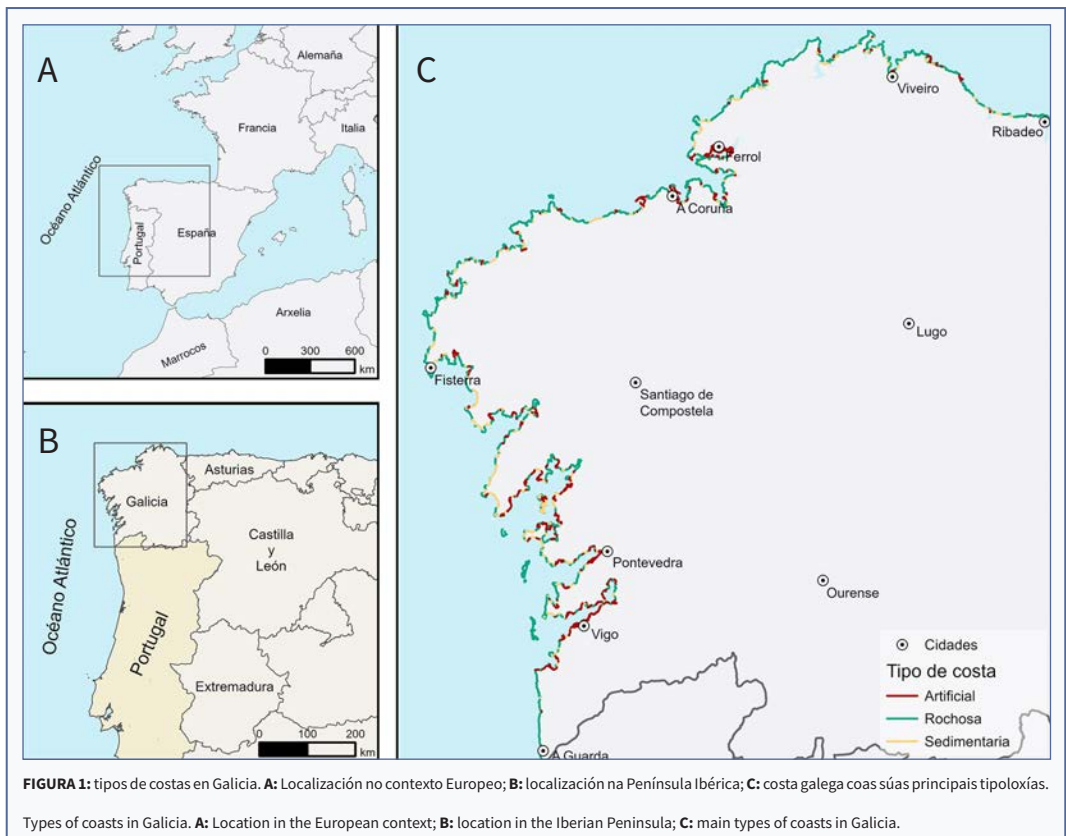 A
Alemaña
Francia
Italia
Océano Atlántico
Portugal
España
Arxelia
Marrocos
0 300 600
km
B
Asturias
Galicia
Castilla
y
León
Océano Atlántico
Portugal
Extremadura
0 100 200
km
C
Viveiro
Ribadeo
Ferrol
A Coruña
Lugo
Fisterra
Santiago de
Compostela
Pontevedra
Ourense
Vigo
A Guarda
Cidades
Tipo de costa
Artificial
Rochosa
Sedimentaria
FIGURA 1: tipos de costas en Galicia. A: Localización no contexto Europeo; B: localización na Península Ibérica; C: costa galega coas súas principais tipoloxías.
Types of coasts in Galicia. A: Location in the European context; B: location in the Iberian Peninsula; C: main types of coasts in Galicia.